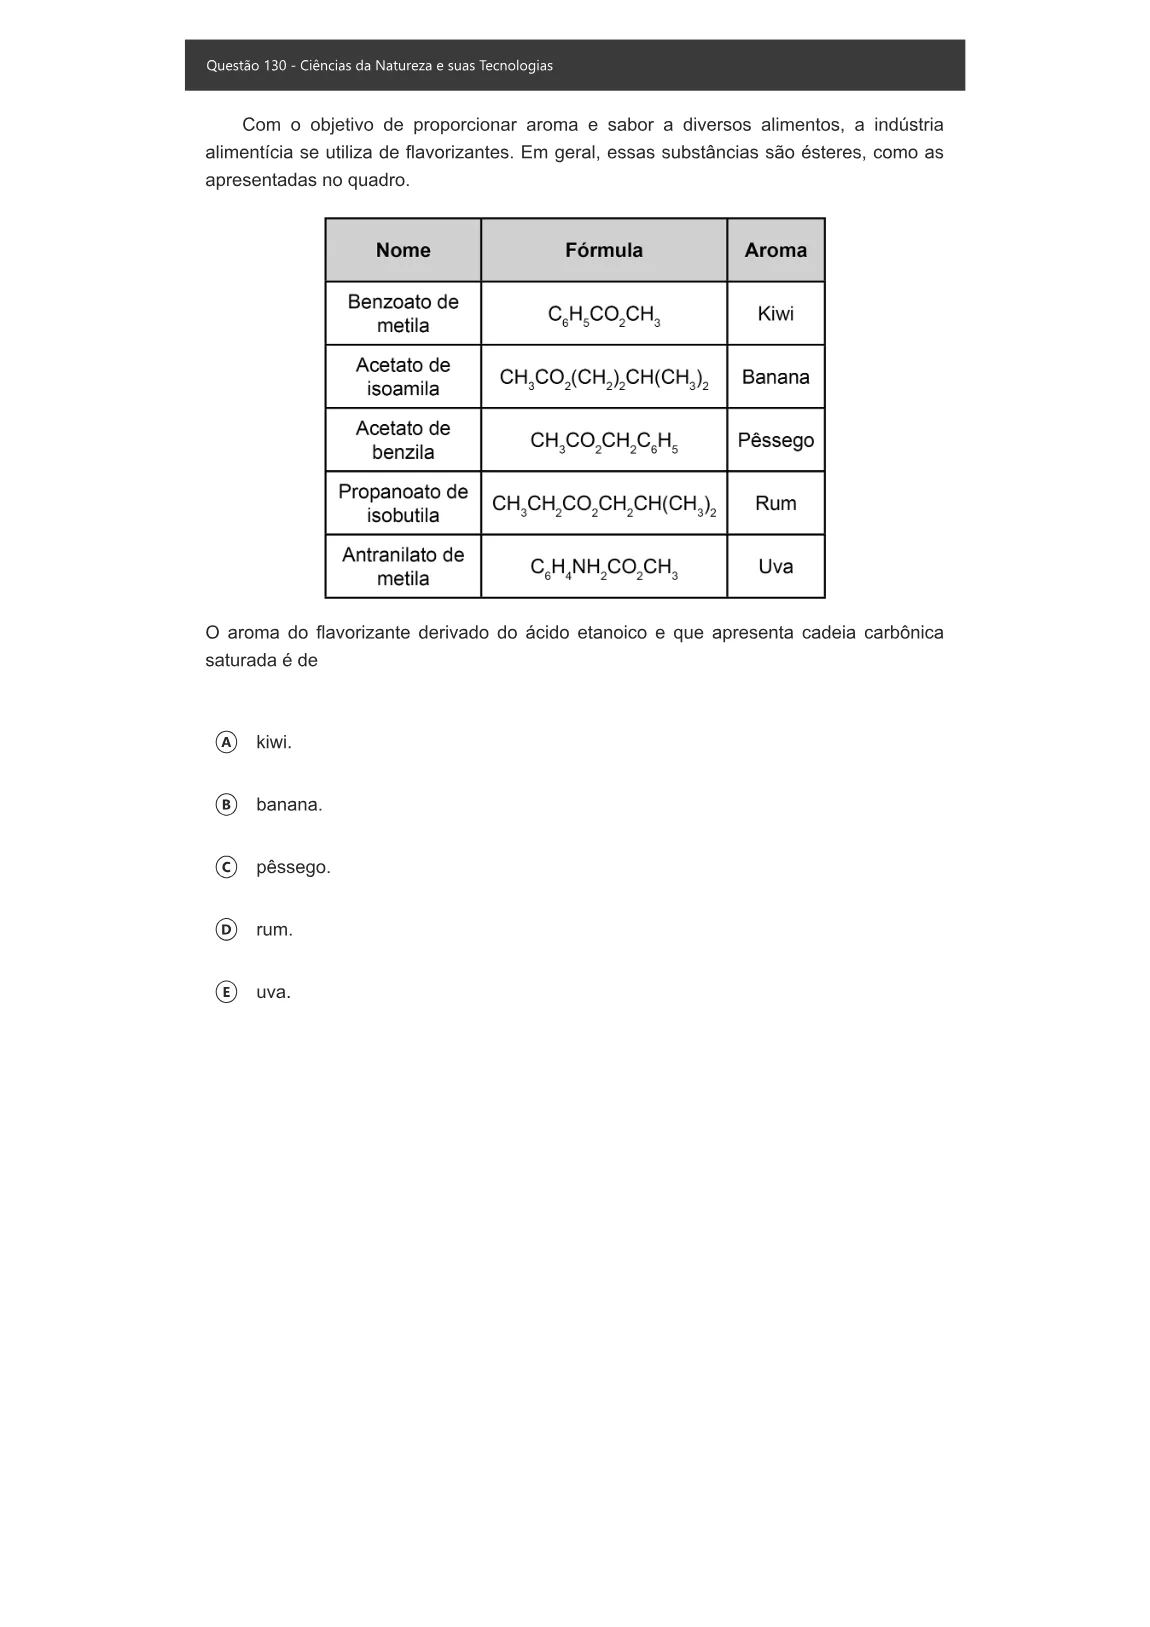 Questão 130 - Ciências da Natureza e suas Tecnologias
Com o objetivo de proporcionar aroma e sabor a diversos alimentos, a indústria
alimentícia se utiliza de flavorizantes. Em geral, essas substâncias são ésteres, como as
apresentadas no quadro.
Nome Fórmula Aroma
Benzoato de
metila
C₆H₅CO₂CH₃ Kiwi
Acetato de
isoamila
CH₃CO₂(CH₂)₂CH(CH₃)₂ Banana
Acetato de
benzila
CH₃CO₂CH₂C₆H₅ Pêssego
Propanoato de
isobutila
CH₃CH₂CO₂CH₂CH(CH₃)₂ Rum
Antranilato de
metila
C₆H₄NH₂CO₂CH₃ Uva
O aroma do flavorizante derivado do ácido etanoico e que apresenta cadeia carbônica
saturada é de
A kiwi.
B banana.
C pêssego.
D rum.
E uva.